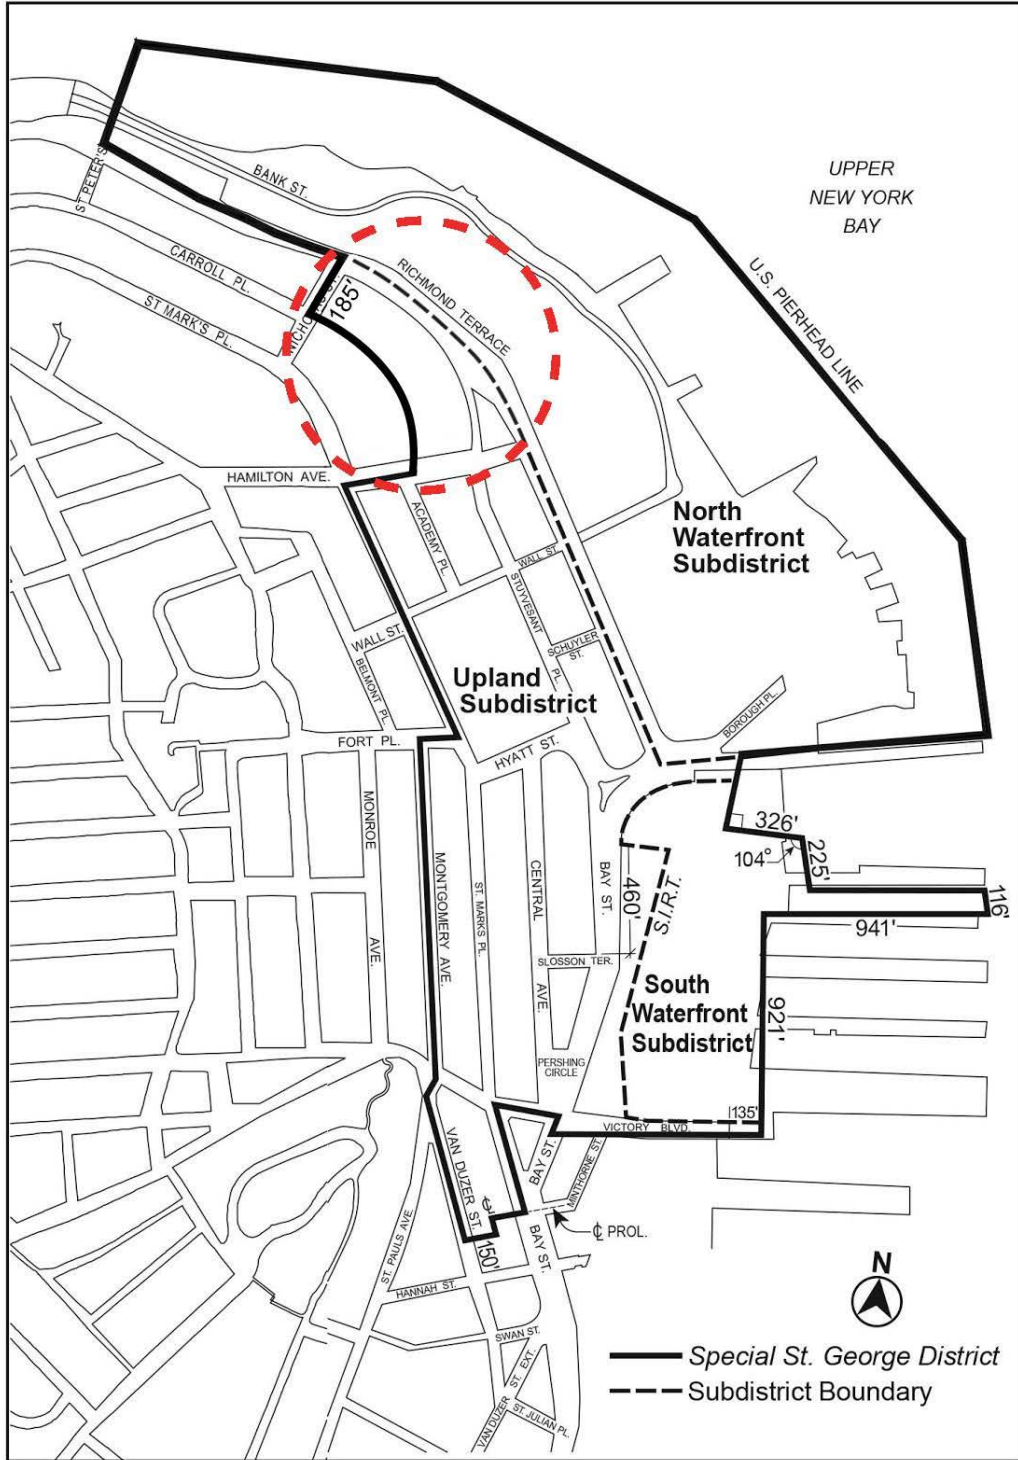 UPPER
NEW YORK
BAY
ST PETER'S
BANK ST.
CARROLL PL.
ST MARK'S PL.
NICHOLAS ST.
185'
RICHMOND TERRACE
U.S. PIERHEAD LINE
HAMILTON AVE.
ACADEMY PL.
North
Waterfront
Subdistrict
WALL ST.
STUYVESANT
PL.
SCHUYLER
ST.
WALL ST.
BELMONT PL.
Upland
Subdistrict
BOROUGH PL.
FORT PL.
HYATT ST.
MONROE
AVE.
MONTGOMERY AVE.
ST. MARKS PL.
CENTRAL
AVE.
BAY ST.
460'
S.I.R.T.
326'
104°
225'
116'
941'
921'
SLOSSON TER.
South
Waterfront
Subdistrict
PERSHING
CIRCLE
135'
VICTORY BLVD.
VAN DUZER ST.
BAY ST.
MINTHORNE ST.
℄
℄ PROL.
150'
BAY ST.
ST. PAULS AVE.
HANNAH ST.
SWAN ST.
VAN DUZER ST. EXT.
ST. JULIAN PL.
N
Special St. George District
Subdistrict Boundary